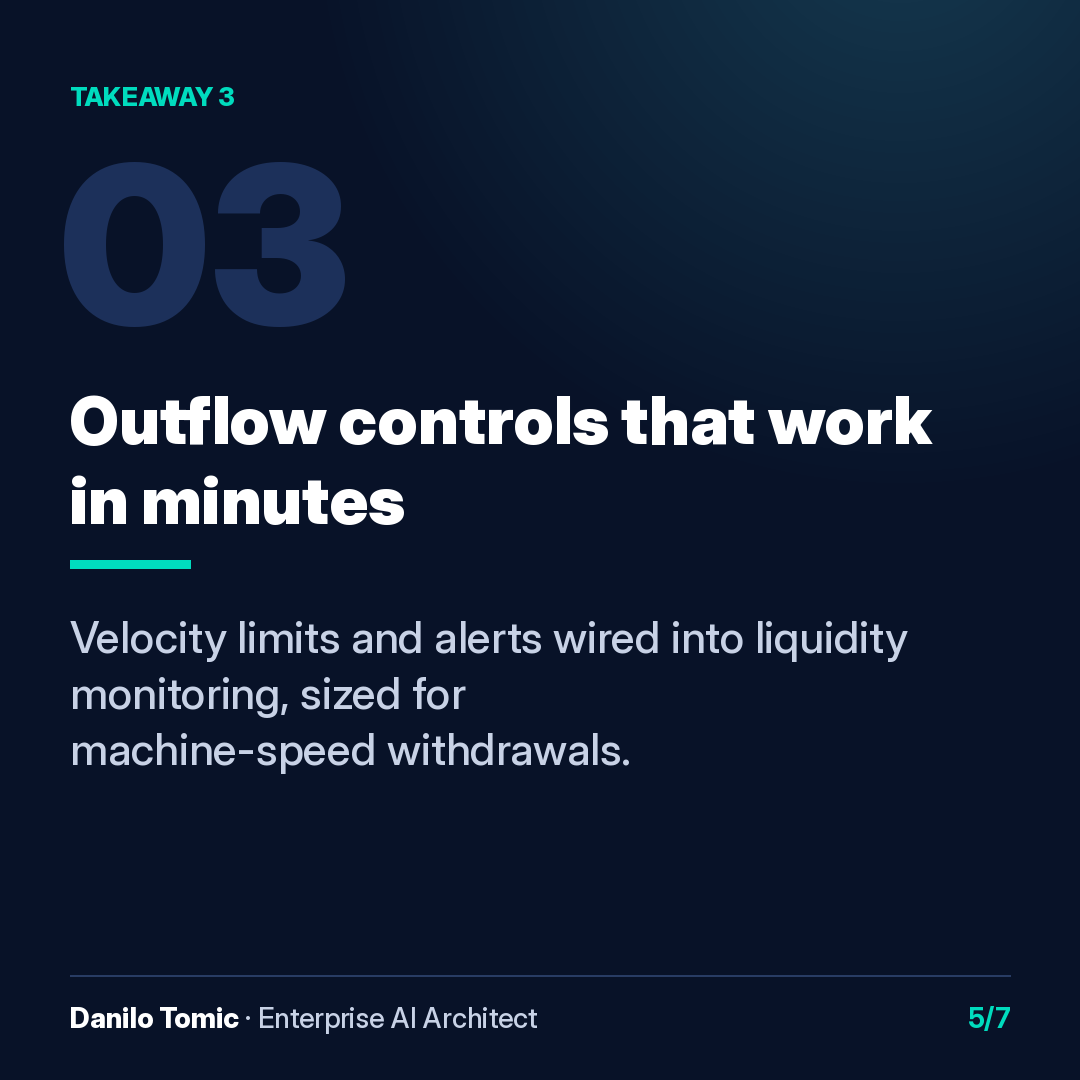 TAKEAWAY 3
03
Outflow controls that work
in minutes
Velocity limits and alerts wired into liquidity
monitoring, sized for
machine-speed withdrawals.
Danilo Tomic · Enterprise AI Architect
5/7